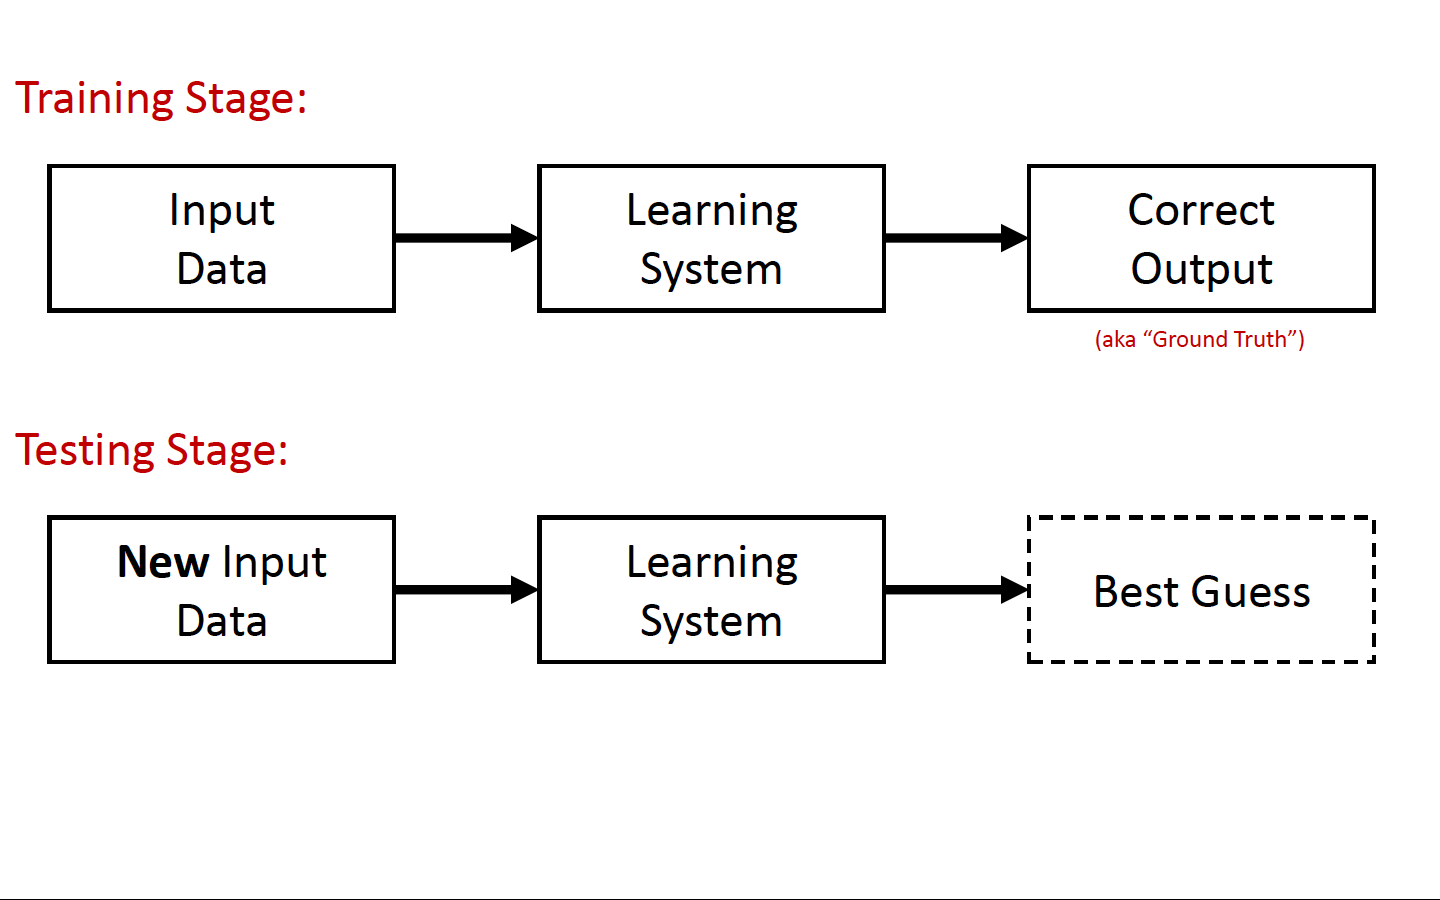 Training Stage:
Input
Data
Learning
System
Correct
Output
(aka “Ground Truth”)
Testing Stage:
New Input
Data
Learning
System
Best Guess